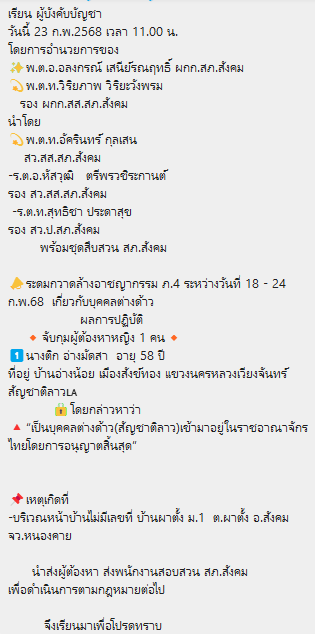 เรียน ผู้บังคับบัญชา
วันนี้ 23 ก.พ.2568 เวลา 11.00 น.
โดยการอำนวยการของ
✨พ.ต.อ.อลงกรณ์ เสนีย์รณฤทธิ์ ผกก.สภ.สังคม
💫พ.ต.ท.วิริยภาพ วิริยะวังพรม
รอง ผกก.สส.สภ.สังคม
นำโดย
💫พ.ต.ท.อัครินทร์ กุลเสน
สว.สส.สภ.สังคม
-ร.ต.อ.หัสวุฒิ ตรีพรวชิระกานต์
รอง สว.สส.สภ.สังคม
-ร.ต.ท.สุทธิชา ประดาสุข
รอง สว.ป.สภ.สังคม
พร้อมชุดสืบสวน สภ.สังคม
📣ระดมกวาดล้างอาชญากรรม ภ.4 ระหว่างวันที่ 18 - 24
ก.พ.68 เกี่ยวกับบุคคลต่างด้าว
ผลการปฏิบัติ
🔸จับกุมผู้ต้องหาหญิง 1 คน🔸
1️⃣นางติก อ่างมัดสา อายุ 58 ปี
ที่อยู่ บ้านอ่างน้อย เมืองสังข์ทอง แขวงนครหลวงเวียงจันทร์
สัญชาติลาวLA
🔒โดยกล่าวหาว่า
🔺“เป็นบุคคลต่างด้าว(สัญชาติลาว)เข้ามาอยู่ในราชอาณาจักร
ไทยโดยการอนุญาตสิ้นสุด”
📌เหตุเกิดที่
-บริเวณหน้าบ้านไม่มีเลขที่ บ้านผาตั้ง ม.1 ต.ผาตั้ง อ.สังคม
จว.หนองคาย
นำส่งผู้ต้องหา ส่งพนักงานสอบสวน สภ.สังคม
เพื่อดำเนินการตามกฎหมายต่อไป
จึงเรียนมาเพื่อโปรดทราบ